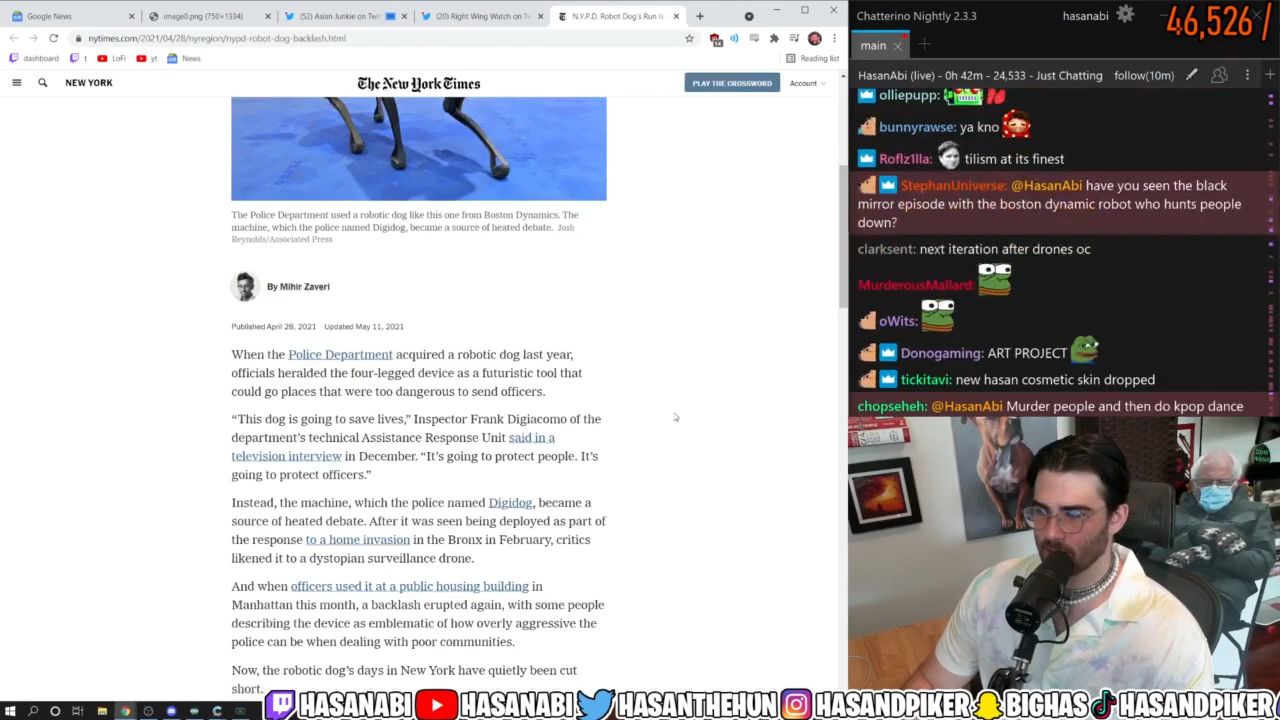 Google News
image0.png (750×1334)
(52) Asian Junkie on Tw
(20) Right Wing Watch on Tw
N.Y.P.D. Robot Dog's Run Is
nytimes.com/2021/04/28/nyregion/nypd-robot-dog-backlash.html
14
dashboard
t
LoFi
yt
News
Reading list
NEW YORK
The New York Times
PLAY THE CROSSWORD
Account
The Police Department used a robotic dog like this one from Boston Dynamics. The
machine, which the police named Digidog, became a source of heated debate. Josh
Reynolds/Associated Press
By Mihir Zaveri
Published April 28, 2021 Updated May 11, 2021
When the Police Department acquired a robotic dog last year,
officials heralded the four-legged device as a futuristic tool that
could go places that were too dangerous to send officers.
“This dog is going to save lives,” Inspector Frank Digiacomo of the
department’s technical Assistance Response Unit said in a
television interview in December. “It’s going to protect people. It’s
going to protect officers.”
Instead, the machine, which the police named Digidog, became a
source of heated debate. After it was seen being deployed as part of
the response to a home invasion in the Bronx in February, critics
likened it to a dystopian surveillance drone.
And when officers used it at a public housing building in
Manhattan this month, a backlash erupted again, with some people
describing the device as emblematic of how overly aggressive the
police can be when dealing with poor communities.
Now, the robotic dog’s days in New York have quietly been cut
short.
Chatterino Nightly 2.3.3
hasanabi
46,526 /
main
HasanAbi (live) - 0h 42m - 24,533 - Just Chatting
follow(10m)
olliepupp:
bunnyrawse: ya kno
Roflz1lla: tilism at its finest
StephanUniverse: @HasanAbi have you seen the black
mirror episode with the boston dynamic robot who hunts people
down?
clarksent: next iteration after drones oc
MurderousMallard:
oWits:
Donogaming: ART PROJECT
tickitavi: new hasan cosmetic skin dropped
chopseheh: @HasanAbi Murder people and then do kpop dance
HASANABI HASANABI HASANTHEHUN HASANDPIKER BIGHAS HASANDPIKER